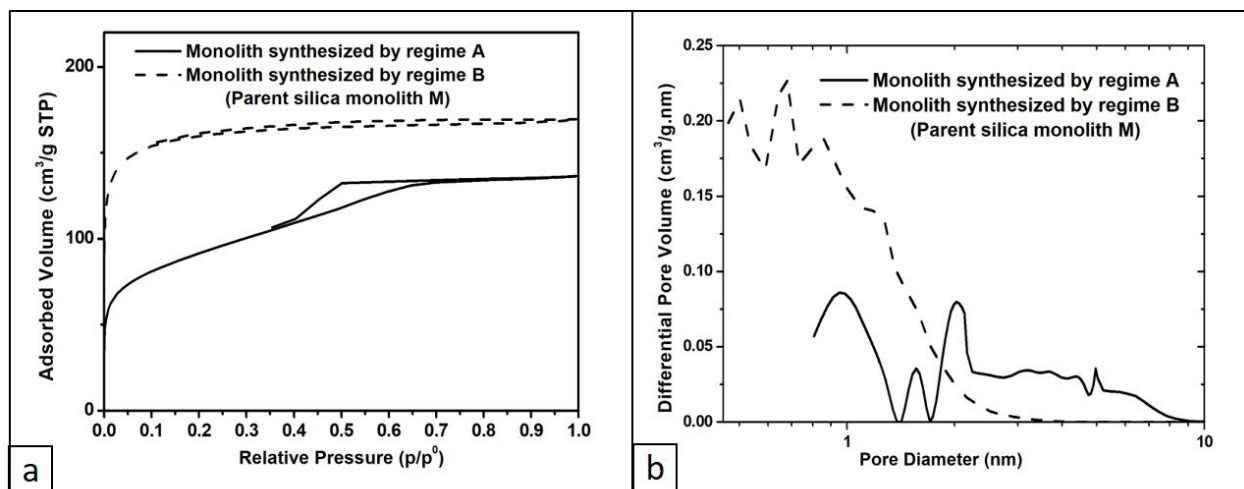 Monolith synthesized by regime A
Monolith synthesized by regime B
(Parent silica monolith M)
200
100
0
Adsorbed Volume (cm³/g STP)
0.0 0.1 0.2 0.3 0.4 0.5 0.6 0.7 0.8 0.9 1.0
Relative Pressure (p/p⁰)
a
Monolith synthesized by regime A
Monolith synthesized by regime B
(Parent silica monolith M)
0.25
0.20
0.15
0.10
0.05
0.00
Differential Pore Volume (cm³/g.nm)
1 10
Pore Diameter (nm)
b